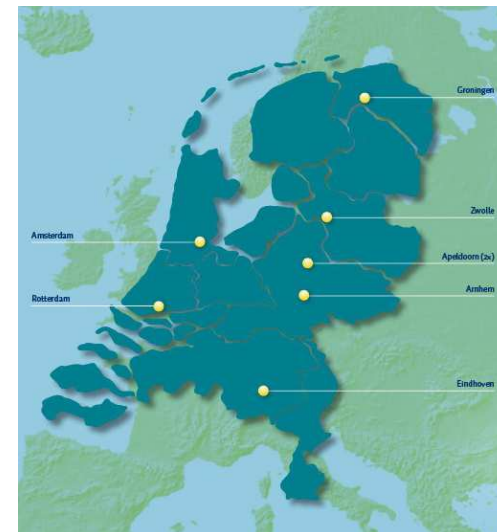 Groningen
Zwolle
Amsterdam
Apeldoorn (2x)
Arnhem
Rotterdam
Eindhoven